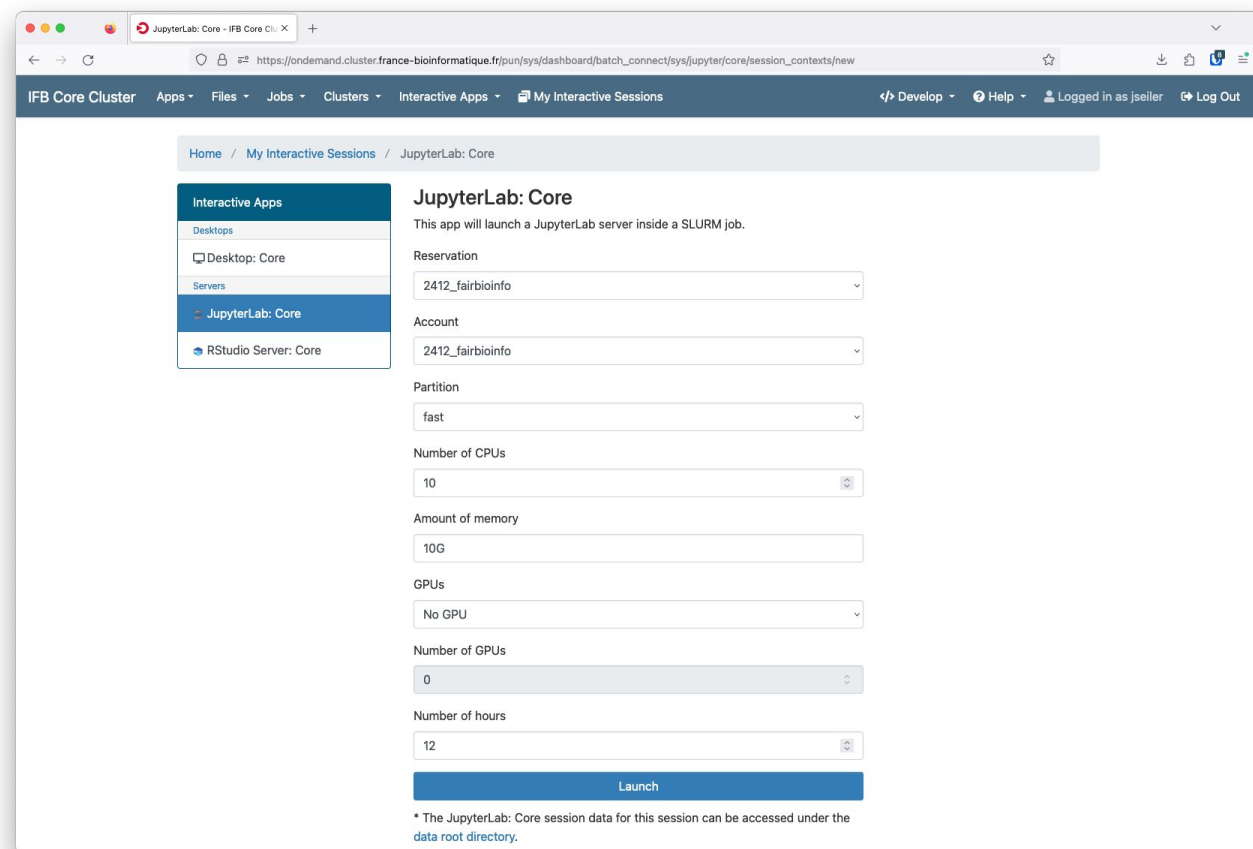 JupyterLab: Core - IFB Core Clu
https://ondemand.cluster.france-bioinformatique.fr/pun/sys/dashboard/batch_connect/sys/jupyter/core/session_contexts/new
IFB Core Cluster Apps Files Jobs Clusters Interactive Apps My Interactive Sessions </> Develop Help Logged in as jseiler Log Out
Home / My Interactive Sessions / JupyterLab: Core
Interactive Apps
Desktops
Desktop: Core
Servers
JupyterLab: Core
RStudio Server: Core
JupyterLab: Core
This app will launch a JupyterLab server inside a SLURM job.
Reservation
2412_fairbioinfo
Account
2412_fairbioinfo
Partition
fast
Number of CPUs
10
Amount of memory
10G
GPUs
No GPU
Number of GPUs
0
Number of hours
12
Launch
* The JupyterLab: Core session data for this session can be accessed under the
data root directory.